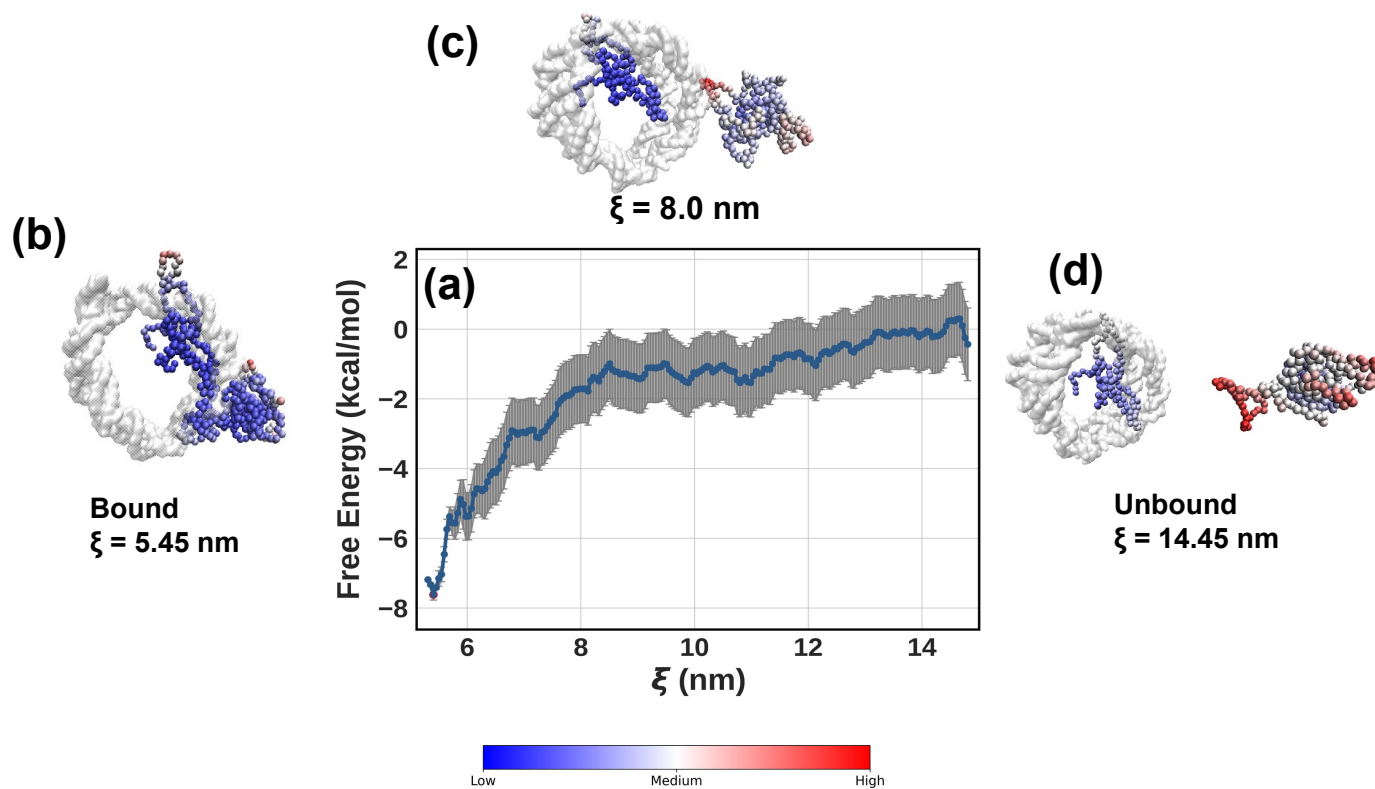 (c)
ξ = 8.0 nm
(b)
Bound
ξ = 5.45 nm
(a)
Free Energy (kcal/mol)
2
0
−2
−4
−6
−8
6 8 10 12 14
ξ (nm)
(d)
Unbound
ξ = 14.45 nm
Low Medium High